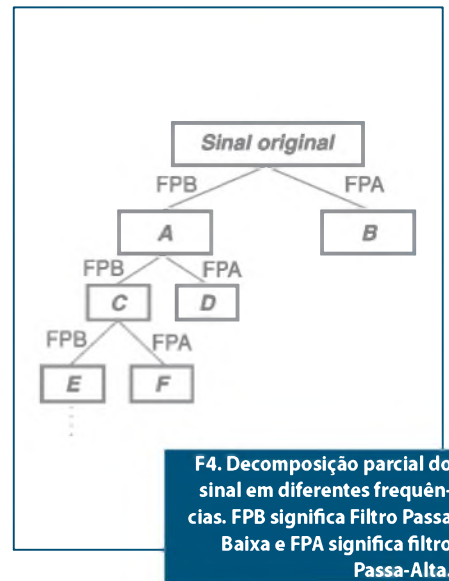 Sinal original
FPB FPA
A B
FPB FPA
C D
FPB FPA
E F
F4. Decomposição parcial do
sinal em diferentes frequên-
cias. FPB significa Filtro Passa
Baixa e FPA significa filtro
Passa-Alta.